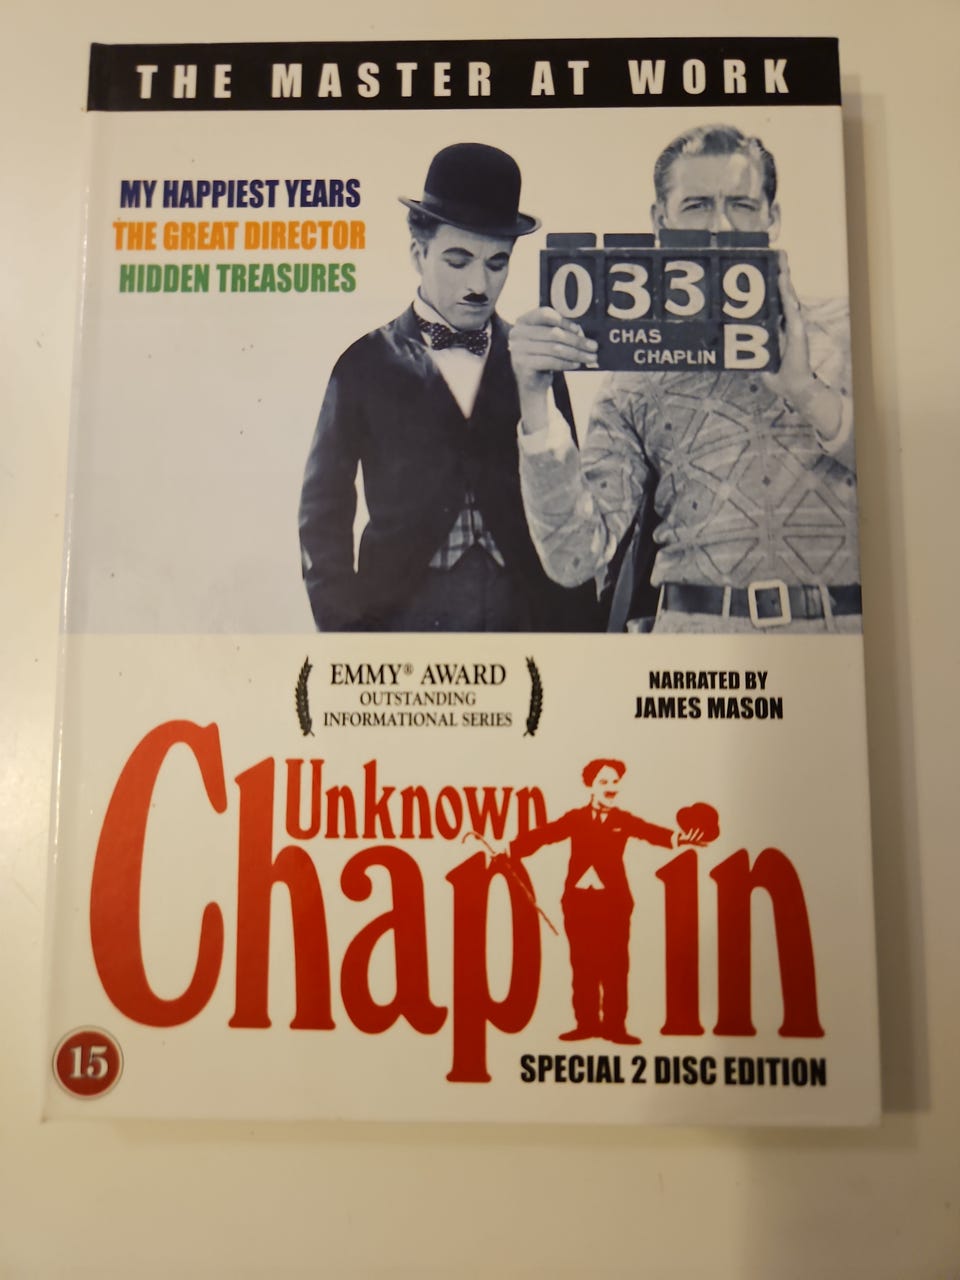 THE MASTER AT WORK
MY HAPPIEST YEARS
THE GREAT DIRECTOR
HIDDEN TREASURES
0339
CHAS
CHAPLIN B
EMMY® AWARD
OUTSTANDING
INFORMATIONAL SERIES
NARRATED BY
JAMES MASON
Unknown
Chaplin
15
SPECIAL 2 DISC EDITION